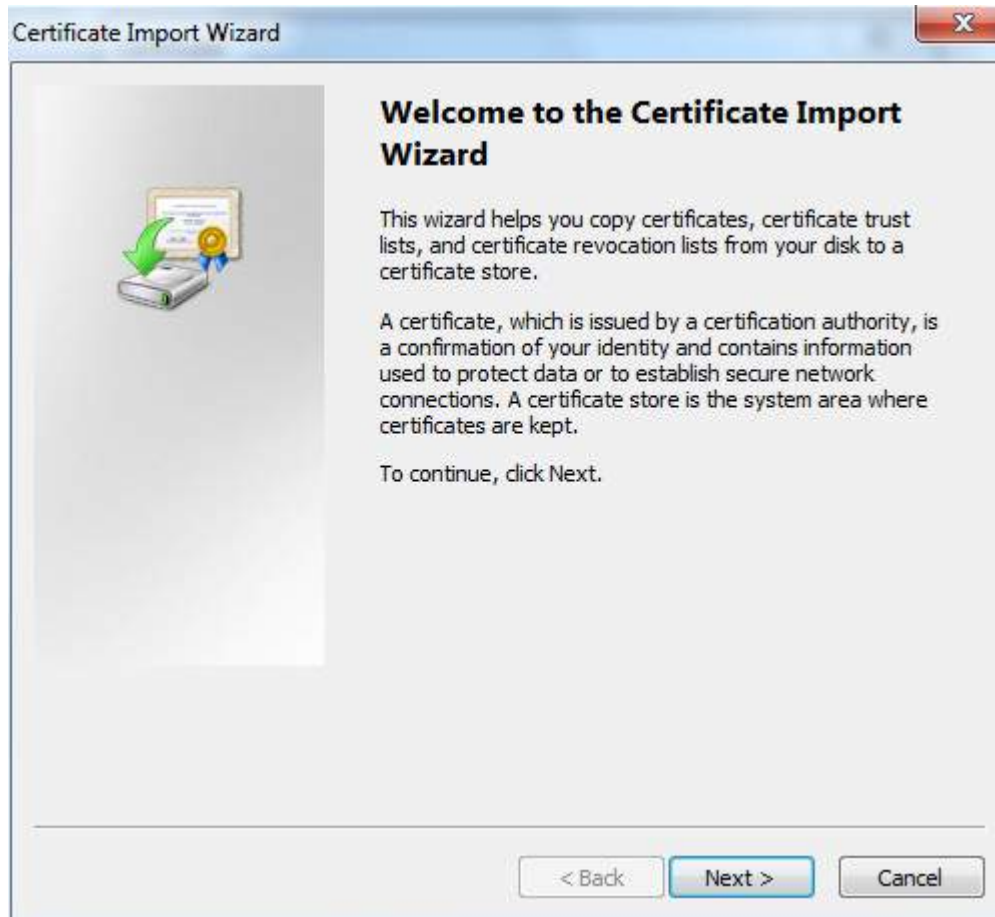 Certificate Import Wizard
Welcome to the Certificate Import
Wizard
This wizard helps you copy certificates, certificate trust
lists, and certificate revocation lists from your disk to a
certificate store.
A certificate, which is issued by a certification authority, is
a confirmation of your identity and contains information
used to protect data or to establish secure network
connections. A certificate store is the system area where
certificates are kept.
To continue, click Next.
< Back Next > Cancel